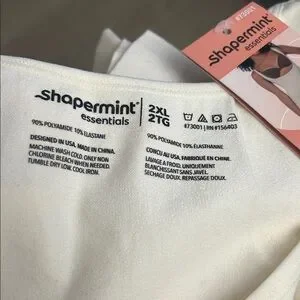 #73001
shapermint
essentials
shapermint
essentials
2XL
2TG
#73001 | RN #156403
90% POLYAMIDE 10% ELASTANE
DESIGNED IN USA. MADE IN CHINA.
MACHINE WASH COLD. ONLY NON
CHLORINE BLEACH WHEN NEEDED.
TUMBLE DRY LOW. COOL IRON.
90% POLYAMIDE 10% ÉLASTHANNE
CONCU AU USA. FABRIQUÉ EN CHINE.
LAVAGE A FROID. UNIQUEMENT
BLANCHISSANT SANS JAVEL.
SÉCHAGE DOUX. REPASSAGE DOUX.